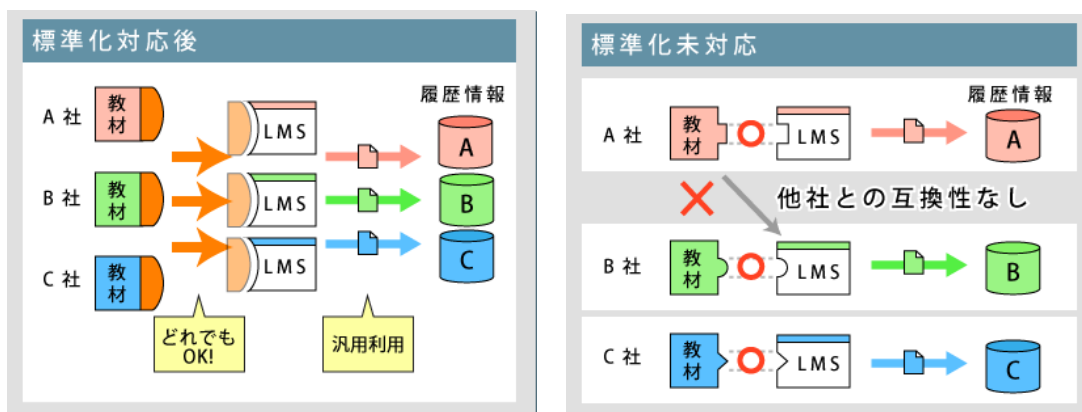 標準化対応後
履歴情報
A 社
教
材
LMS
A
B 社
教
材
LMS
B
C 社
教
材
LMS
C
どれでも
OK!
汎用利用
標準化未対応
履歴情報
A 社
教
材
LMS
A
他社との互換性なし
B 社
教
材
LMS
B
C 社
教
材
LMS
C